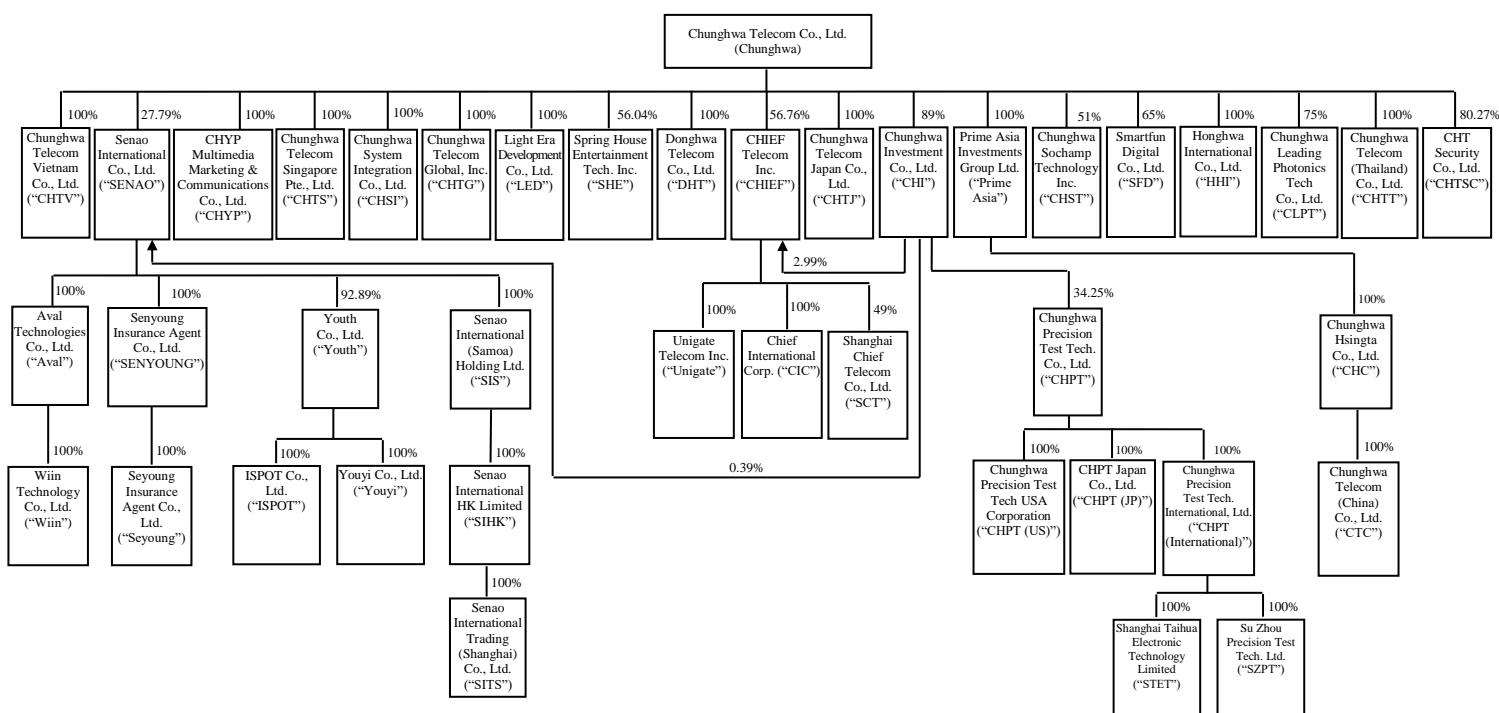 Chunghwa Telecom Co., Ltd.
(Chunghwa)
100%
27.79%
100%
100%
100%
100%
100%
56.04%
100%
56.76%
100%
89%
100%
51%
65%
100%
75%
100%
80.27%
Chunghwa
Telecom
Vietnam
Co., Ltd.
(“CHTV”)
Senao
International
Co., Ltd.
(“SENAO”)
CHYP
Multimedia
Marketing &
Communications
Co., Ltd.
(“CHYP”)
Chunghwa
Telecom
Singapore
Pte., Ltd.
(“CHTS”)
Chunghwa
System
Integration
Co., Ltd.
(“CHSI”)
Chunghwa
Telecom
Global, Inc.
(“CHTG”)
Light Era
Development
Co., Ltd.
(“LED”)
Spring House
Entertainment
Tech. Inc.
(“SHE”)
Donghwa
Telecom
Co., Ltd.
(“DHT”)
CHIEF
Telecom
Inc.
(“CHIEF”)
Chunghwa
Telecom
Japan Co.,
Ltd.
(“CHTJ”)
Chunghwa
Investment
Co., Ltd.
(“CHI”)
Prime Asia
Investments
Group Ltd.
(“Prime
Asia”)
Chunghwa
Sochamp
Technology
Inc.
(“CHST”)
Smartfun
Digital
Co., Ltd.
(“SFD”)
Honghwa
International
Co., Ltd.
(“HHI”)
Chunghwa
Leading
Photonics
Tech
Co., Ltd.
(“CLPT”)
Chunghwa
Telecom
(Thailand)
Co., Ltd.
(“CHTT”)
CHT
Security
Co., Ltd.
(“CHTSC”)
2.99%
100%
100%
92.89%
100%
100%
100%
49%
34.25%
100%
Aval
Technologies
Co., Ltd.
(“Aval”)
Senyoung
Insurance Agent
Co., Ltd.
(“SENYOUNG”)
Youth
Co., Ltd.
(“Youth”)
Senao
International
(Samoa)
Holding Ltd.
(“SIS”)
Unigate
Telecom Inc.
(“Unigate”)
Chief
International
Corp. (“CIC”)
Shanghai
Chief
Telecom
Co., Ltd.
(“SCT”)
Chunghwa
Precision
Test Tech.
Co., Ltd.
(“CHPT”)
Chunghwa
Hsingta
Co., Ltd.
(“CHC”)
100%
100%
100%
100%
100%
0.39%
100%
100%
100%
100%
Wiin
Technology
Co., Ltd.
(“Wiin”)
Seyoung
Insurance
Agent Co.,
Ltd.
(“Seyoung”)
ISPOT Co.,
Ltd.
(“ISPOT”)
Youyi Co., Ltd.
(“Youyi”)
Senao
International
HK Limited
(“SIHK”)
Chunghwa
Precision Test
Tech USA
Corporation
(“CHPT (US)”)
CHPT Japan
Co., Ltd.
(“CHPT (JP)”)
Chunghwa
Precision
Test Tech.
International, Ltd.
(“CHPT
(International)”)
Chunghwa
Telecom
(China)
Co., Ltd.
(“CTC”)
100%
100%
100%
Senao
International
Trading
(Shanghai)
Co., Ltd.
(“SITS”)
Shanghai Taihua
Electronic
Technology
Limited
(“STET”)
Su Zhou
Precision Test
Tech. Ltd.
(“SZPT”)